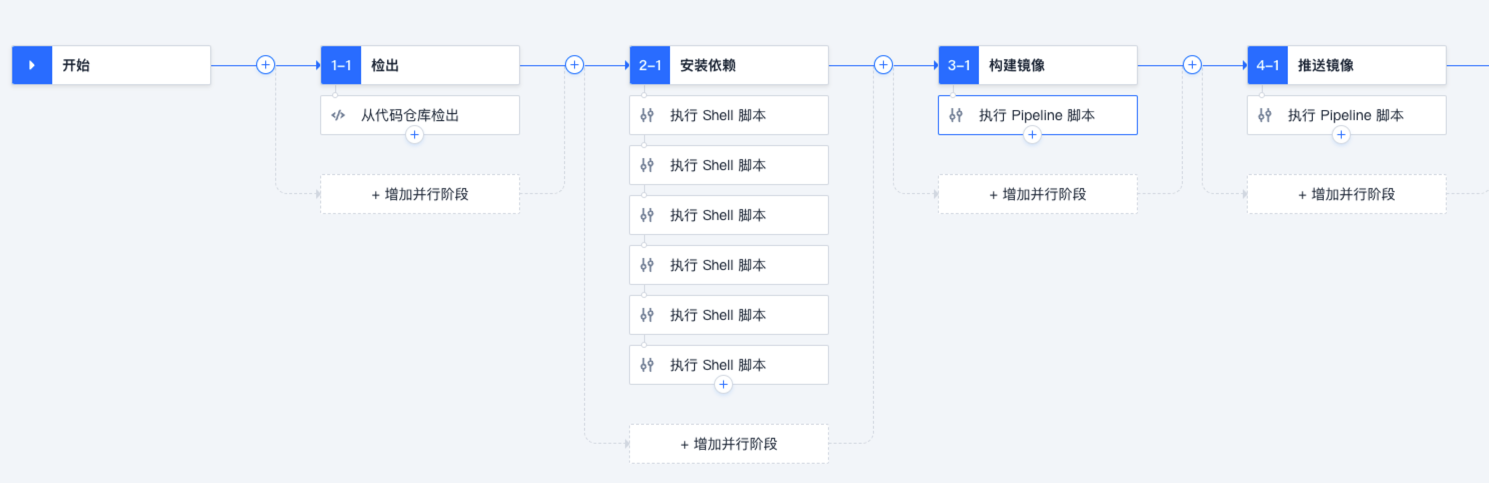 开始
1-1 检出
从代码仓库检出
+ 增加并行阶段
2-1 安装依赖
执行 Shell 脚本
执行 Shell 脚本
执行 Shell 脚本
执行 Shell 脚本
执行 Shell 脚本
执行 Shell 脚本
+ 增加并行阶段
3-1 构建镜像
执行 Pipeline 脚本
+ 增加并行阶段
4-1 推送镜像
执行 Pipeline 脚本
+ 增加并行阶段